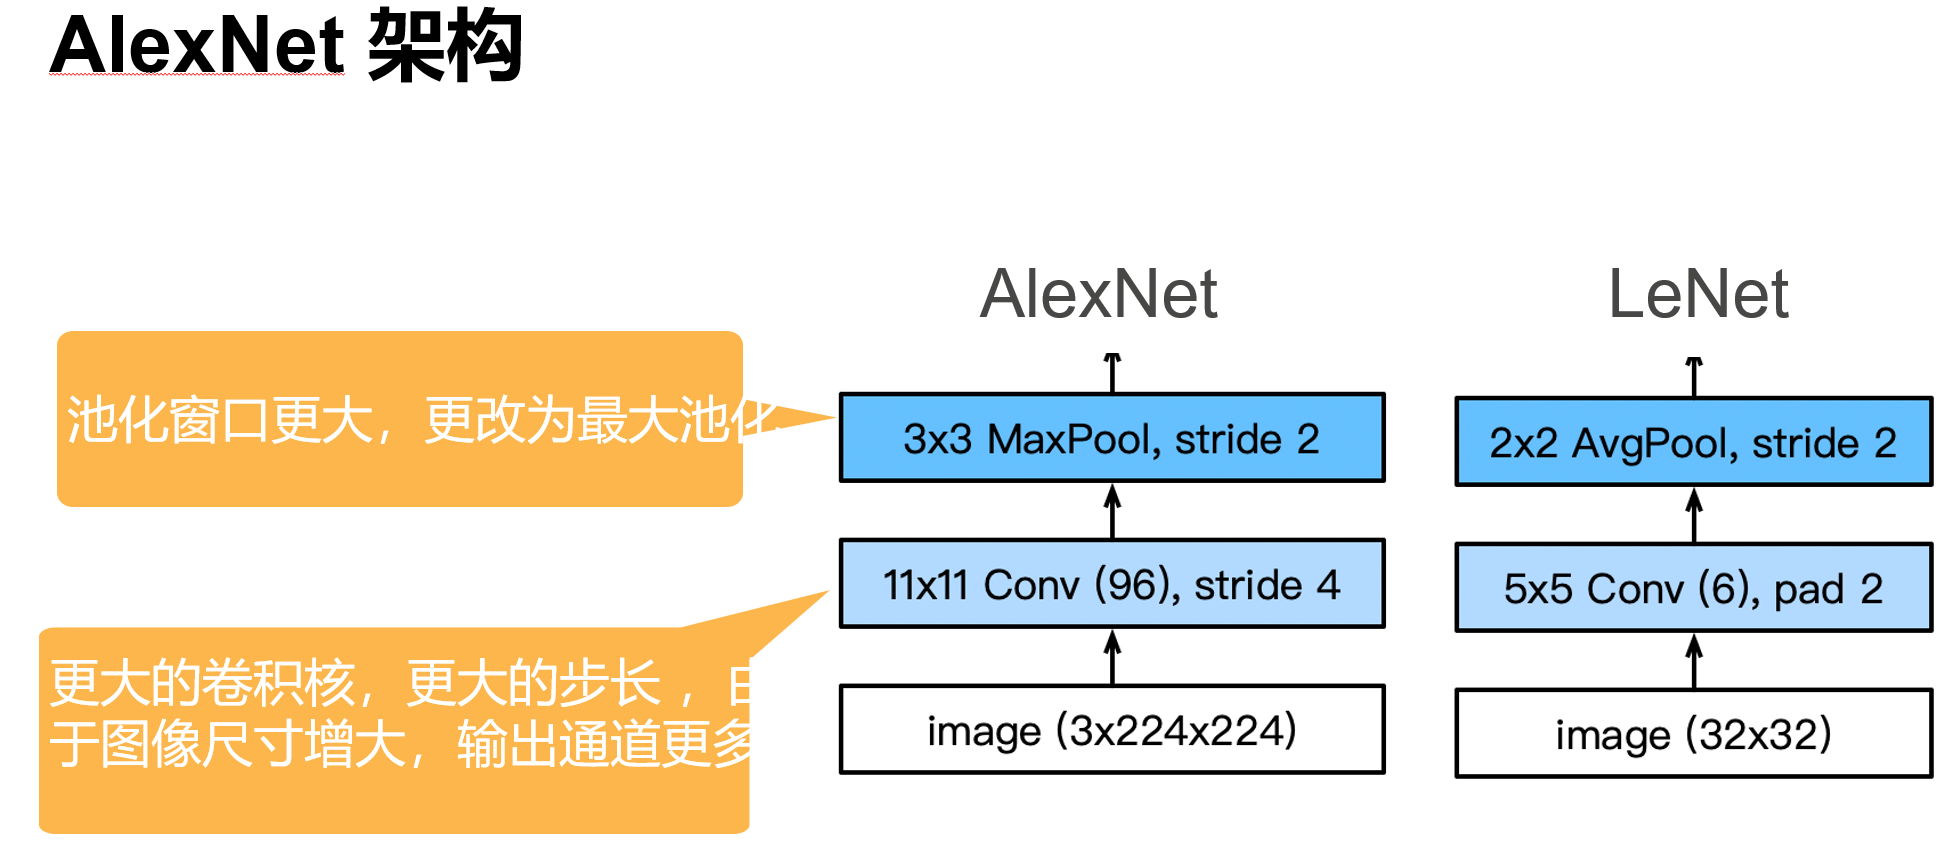 AlexNet 架构
AlexNet
LeNet
池化窗口更大，更改为最大池化
3x3 MaxPool, stride 2
2x2 AvgPool, stride 2
11x11 Conv (96), stride 4
5x5 Conv (6), pad 2
更大的卷积核，更大的步长 ，由
于图像尺寸增大，输出通道更多
image (3x224x224)
image (32x32)